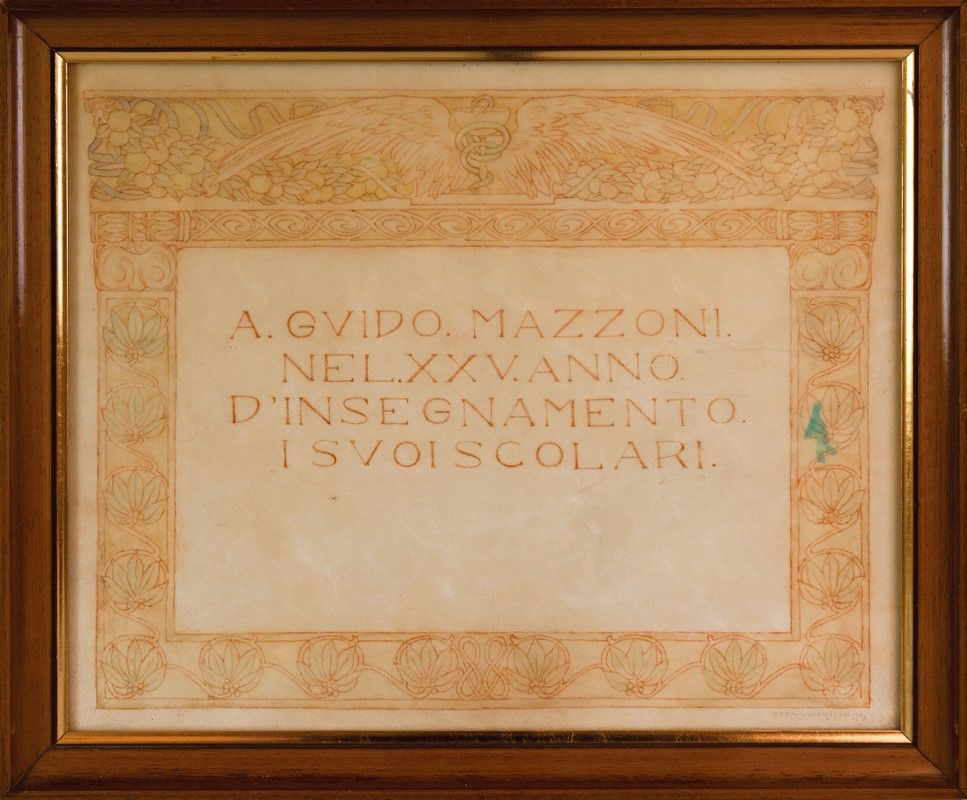 A. GVIDO. MAZZONI.
NEL.XXV.ANNO.
D'INSEGNAMENTO.
I SVOI SCOLARI.